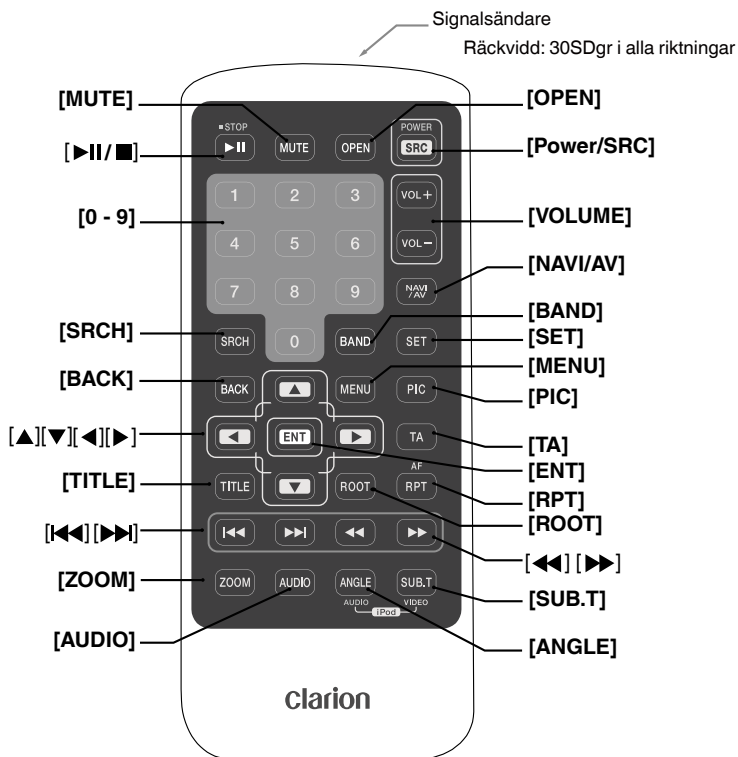 Signalsändare
Räckvidd: 30SDgr i alla riktningar
[MUTE]
[OPEN]
■STOP
POWER
[▶II/■]
▶II
MUTE
OPEN
SRC
[Power/SRC]
1
2
3
VOL+
[0 - 9]
[VOLUME]
4
5
6
VOL-
[NAVI/AV]
7
8
9
NAVI
/AV
[BAND]
[SRCH]
SRCH
0
BAND
SET
[SET]
[MENU]
[BACK]
BACK
▲
MENU
PIC
[PIC]
[▲][▼][◀][▶]
◀
ENT
▶
TA
[TA]
[ENT]
AF
[TITLE]
TITLE
▼
ROOT
RPT
[RPT]
[ROOT]
[I◀◀][▶▶I]
I◀◀
▶▶I
◀◀
▶▶
[◀◀][▶▶]
[ZOOM]
ZOOM
AUDIO
ANGLE
SUB.T
[SUB.T]
AUDIO
VIDEO
iPod
[AUDIO]
[ANGLE]
clarion